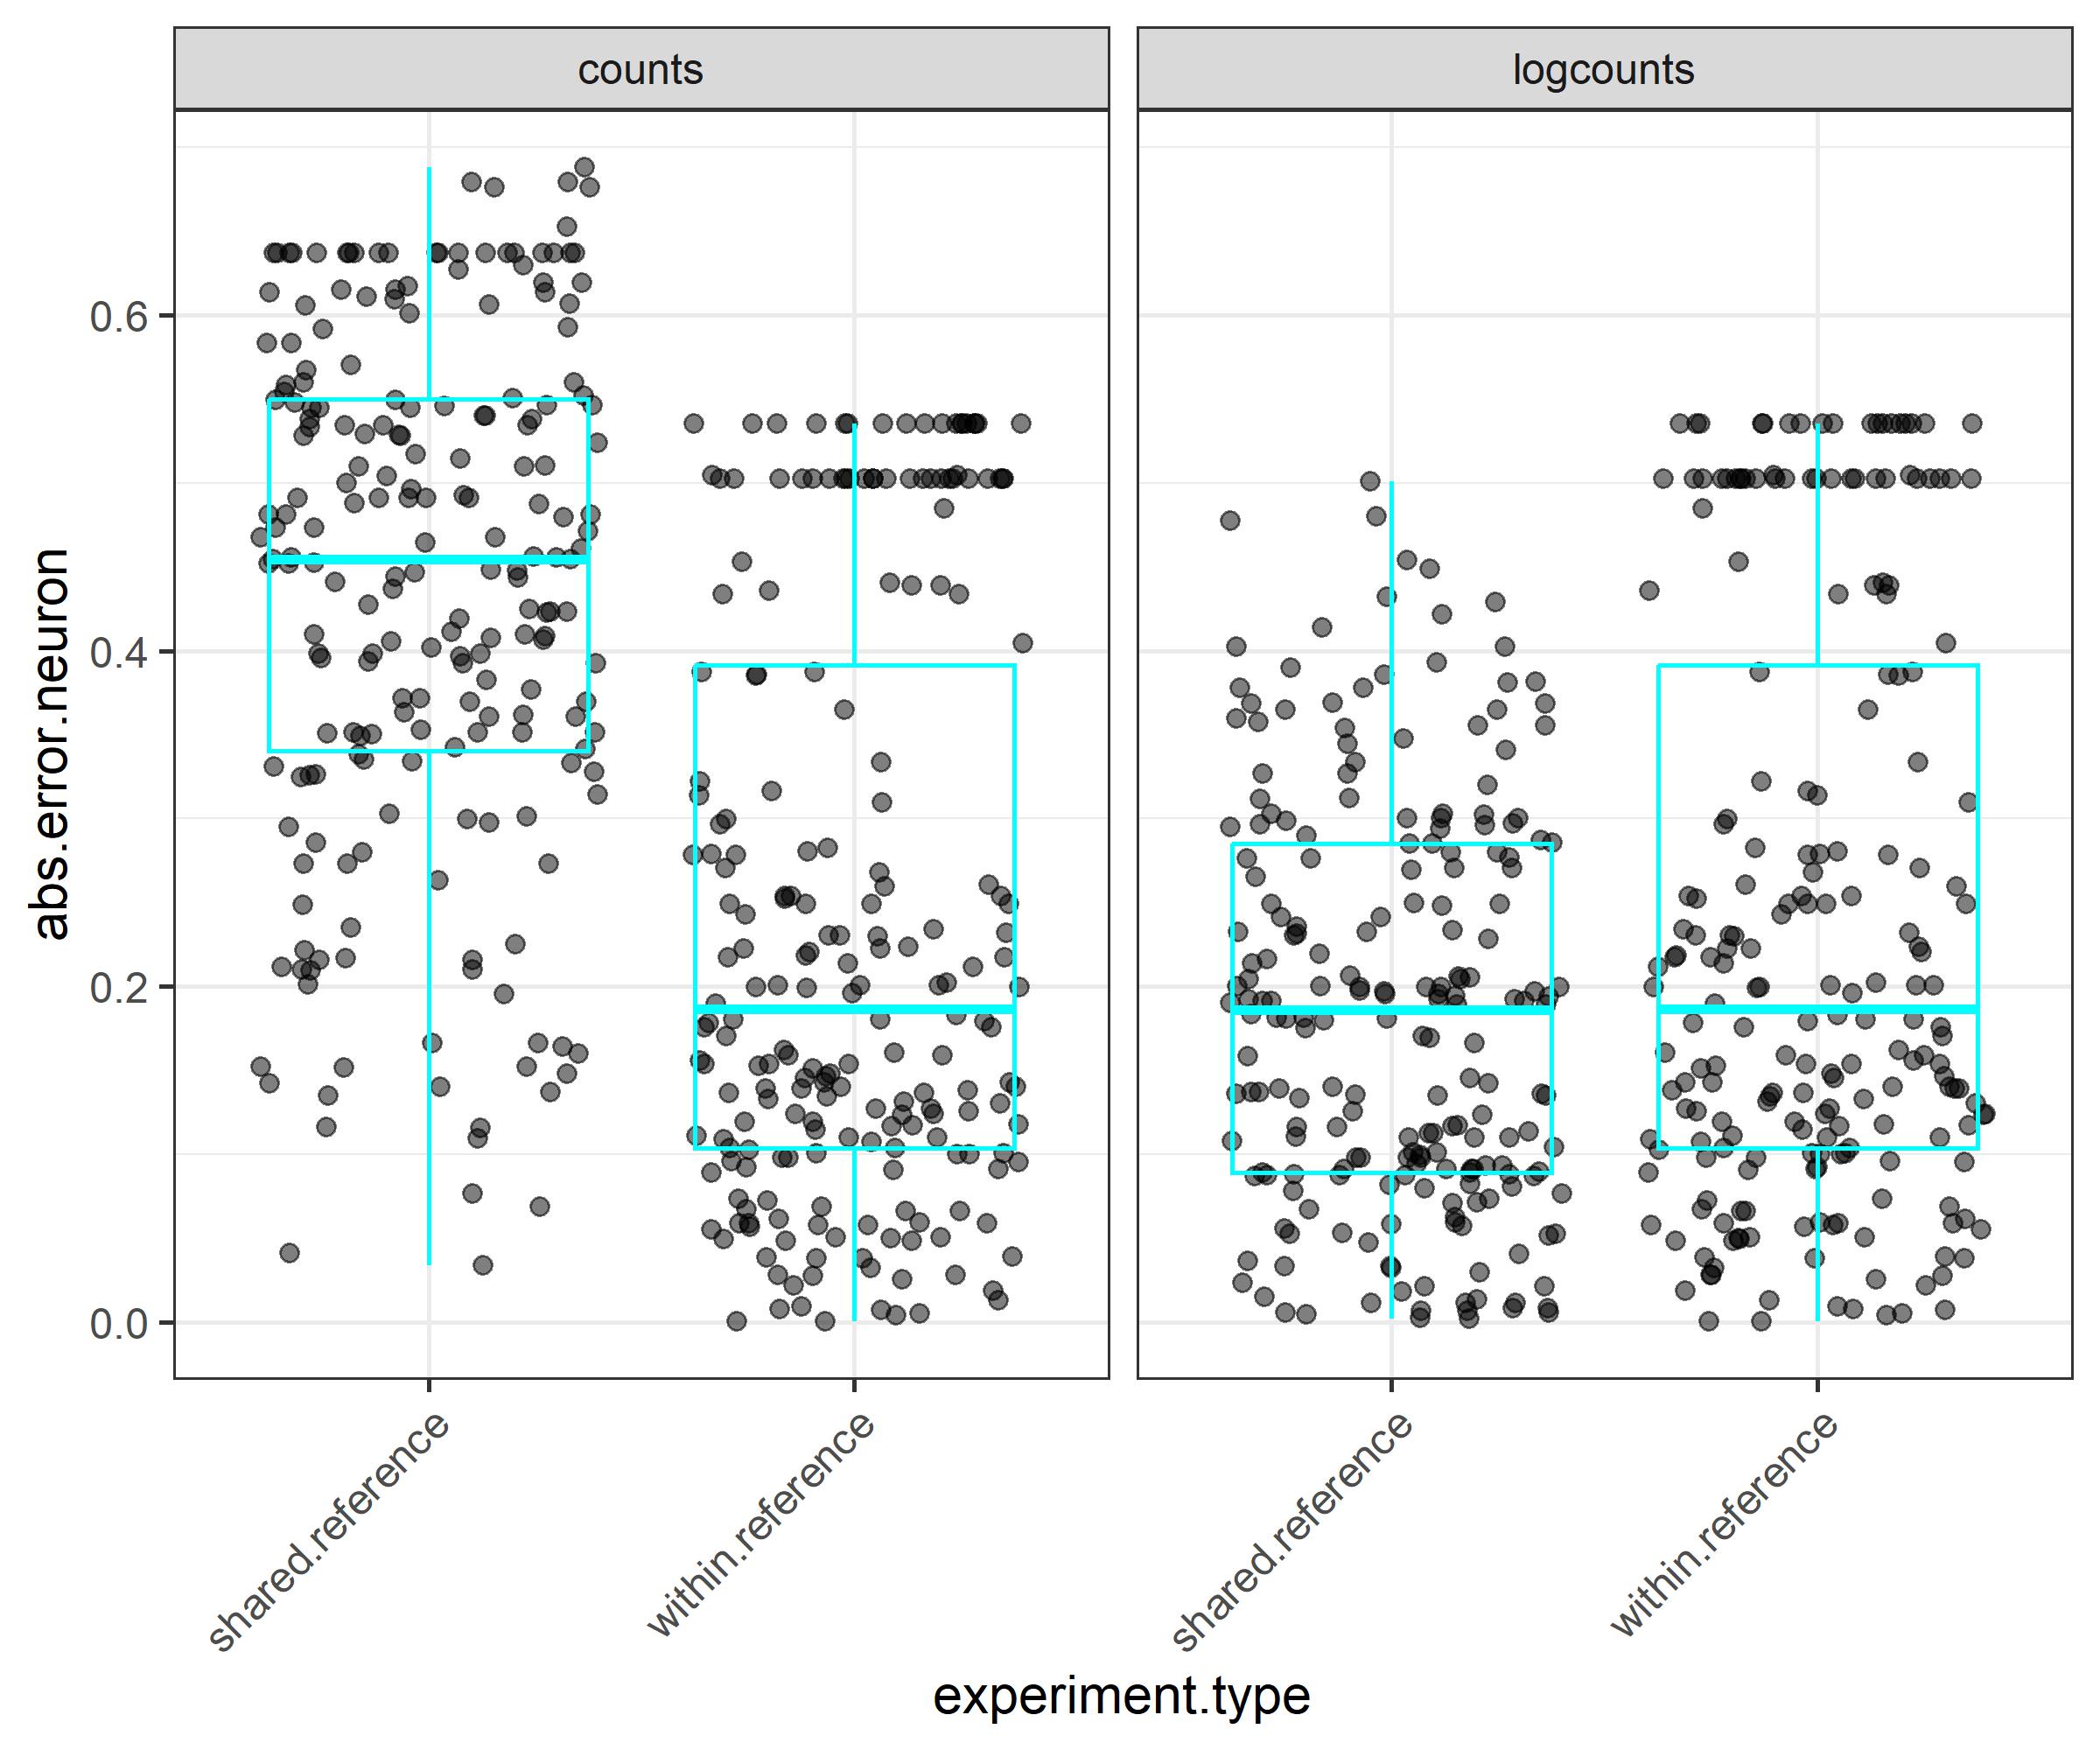 counts
logcounts
abs.error.neuron
0.6
0.4
0.2
0.0
shared.reference
within.reference
shared.reference
within.reference
experiment.type